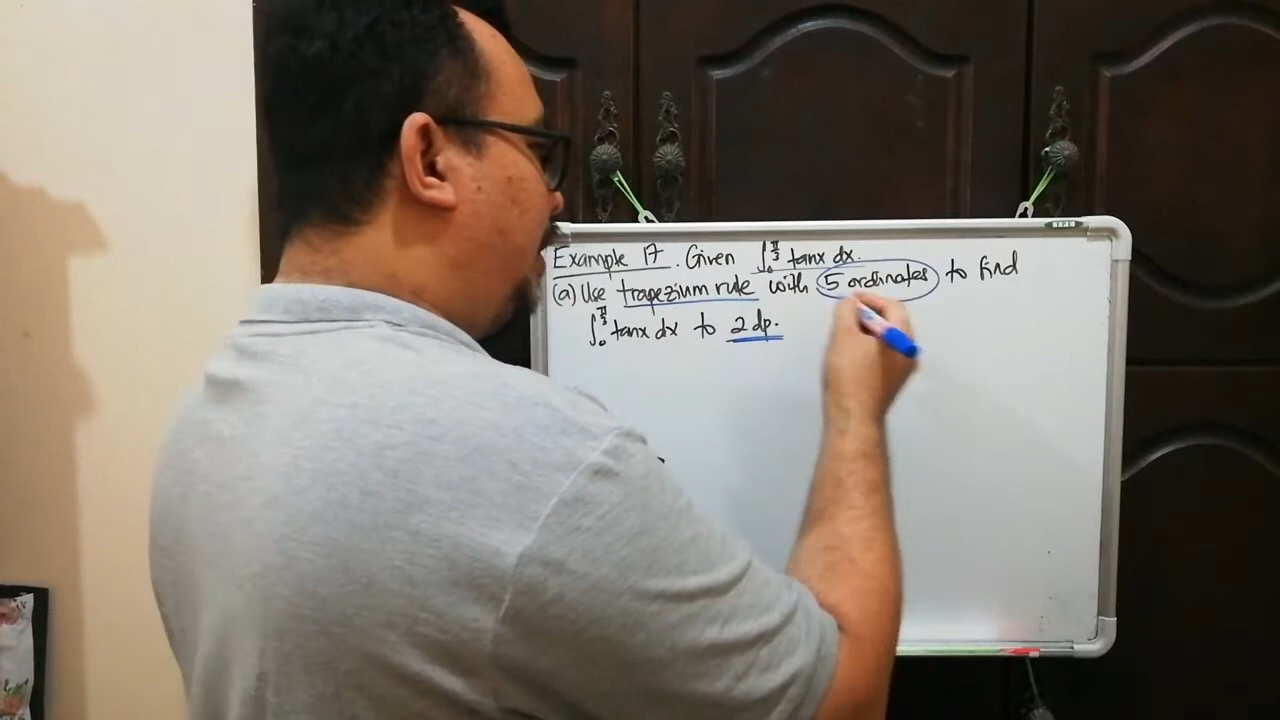 Example 17. Given ∫₀^(π/3) tanx dx.
(a) Use trapezium rule with 5 ordinates to find
∫₀^(π/3) tanx dx to 2 dp.